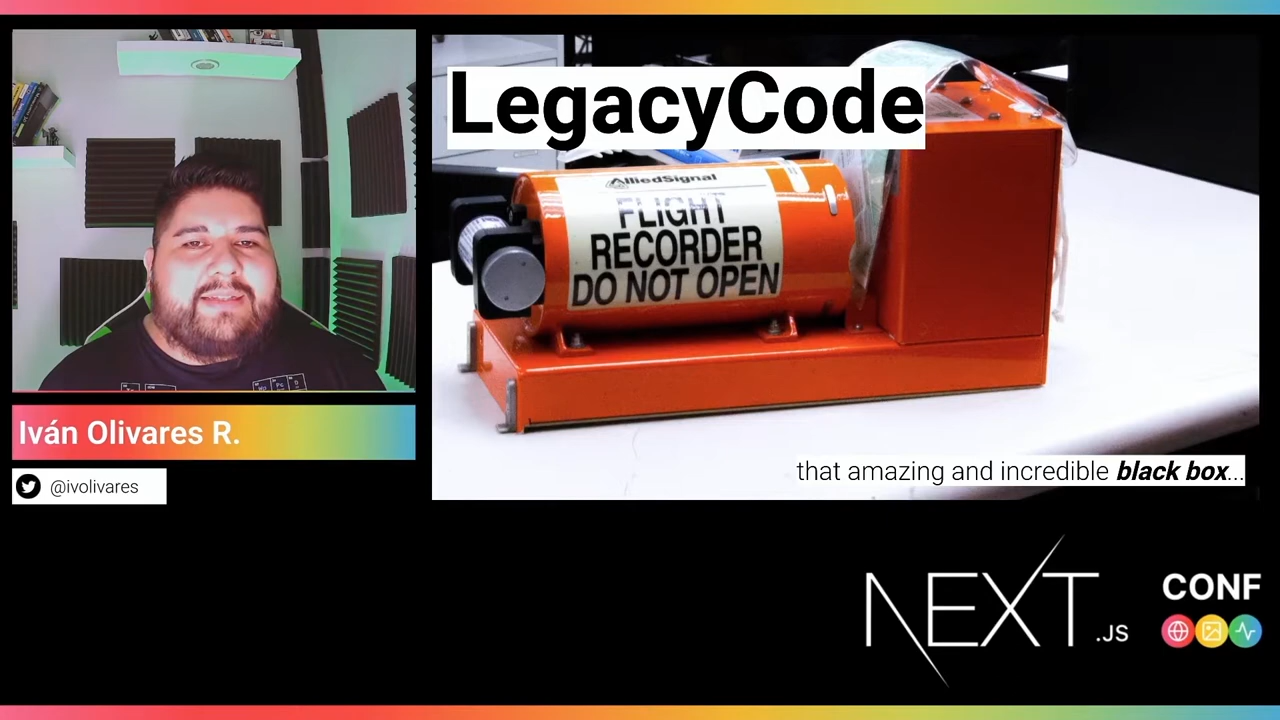 LegacyCode
AlliedSignal
FLIGHT
RECORDER
DO NOT OPEN
that amazing and incredible black box...
Iván Olivares R.
@ivolivares
NEXT.JS
CONF